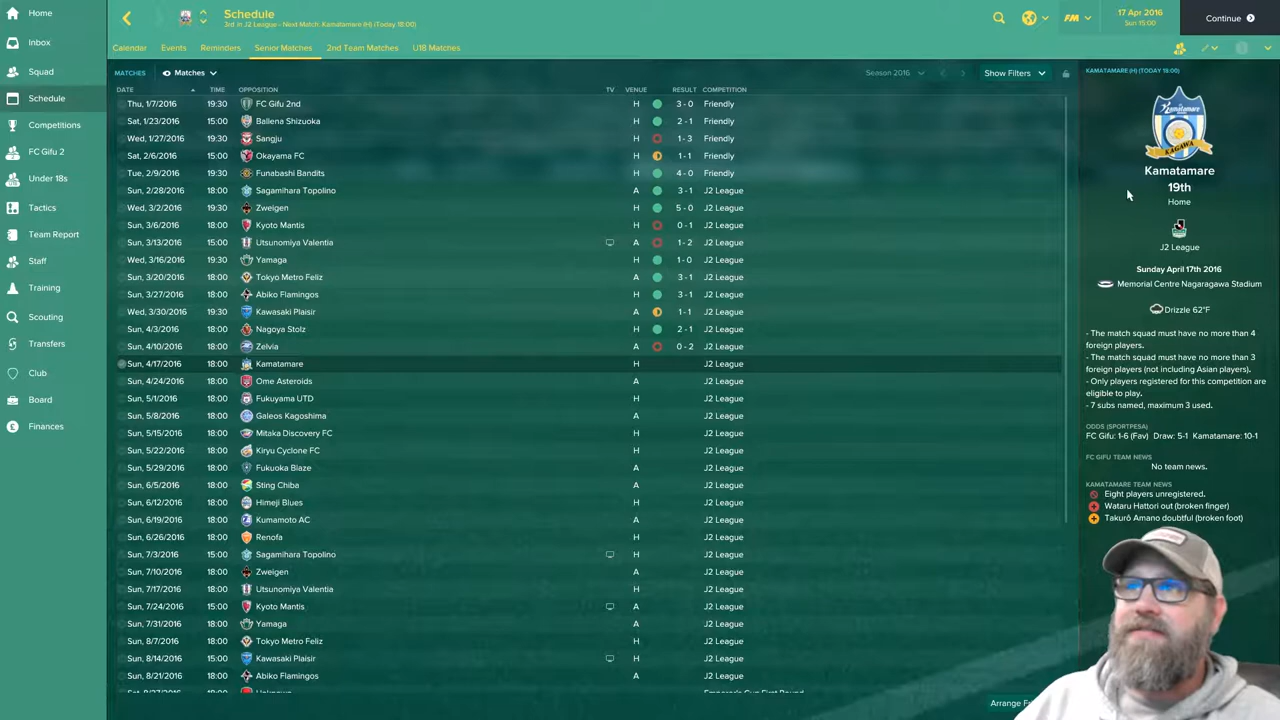 Home
Inbox
Squad
Schedule
Competitions
FC Gifu 2
Under 18s
Tactics
Team Report
Staff
Training
Scouting
Transfers
Club
Board
Finances
Schedule
3rd in J2 League - Next Match: Kamatamare (H) (Today 18:00)
FM
17 Apr 2016
Sun 15:00
Continue
Calendar Events Reminders Senior Matches 2nd Team Matches U18 Matches
MATCHES Matches Season 2016 Show Filters
DATE TIME OPPOSITION TV VENUE RESULT COMPETITION
Thu, 1/7/2016 19:30 FC Gifu 2nd H 3 - 0 Friendly
Sat, 1/23/2016 15:00 Ballena Shizuoka H 2 - 1 Friendly
Wed, 1/27/2016 19:30 Sangju H 1 - 3 Friendly
Sat, 2/6/2016 15:00 Okayama FC H 1 - 1 Friendly
Tue, 2/9/2016 19:30 Funabashi Bandits H 4 - 0 Friendly
Sun, 2/28/2016 18:00 Sagamihara Topolino A 3 - 1 J2 League
Wed, 3/2/2016 19:30 Zweigen H 5 - 0 J2 League
Sun, 3/6/2016 18:00 Kyoto Mantis H 0 - 1 J2 League
Sun, 3/13/2016 15:00 Utsunomiya Valentia A 1 - 2 J2 League
Wed, 3/16/2016 19:30 Yamaga H 1 - 0 J2 League
Sun, 3/20/2016 18:00 Tokyo Metro Feliz A 3 - 1 J2 League
Sun, 3/27/2016 18:00 Abiko Flamingos H 3 - 1 J2 League
Wed, 3/30/2016 19:30 Kawasaki Plaisir A 1 - 1 J2 League
Sun, 4/3/2016 18:00 Nagoya Stolz H 2 - 1 J2 League
Sun, 4/10/2016 18:00 Zelvia A 0 - 2 J2 League
Sun, 4/17/2016 18:00 Kamatamare H J2 League
Sun, 4/24/2016 18:00 Ome Asteroids A J2 League
Sun, 5/1/2016 18:00 Fukuyama UTD H J2 League
Sun, 5/8/2016 18:00 Galeos Kagoshima A J2 League
Sun, 5/15/2016 18:00 Mitaka Discovery FC H J2 League
Sun, 5/22/2016 18:00 Kiryu Cyclone FC H J2 League
Sun, 5/29/2016 18:00 Fukuoka Blaze A J2 League
Sun, 6/5/2016 18:00 Sting Chiba A J2 League
Sun, 6/12/2016 18:00 Himeji Blues H J2 League
Sun, 6/19/2016 18:00 Kumamoto AC A J2 League
Sun, 6/26/2016 18:00 Renofa H J2 League
Sun, 7/3/2016 15:00 Sagamihara Topolino H J2 League
Sun, 7/10/2016 18:00 Zweigen A J2 League
Sun, 7/17/2016 18:00 Utsunomiya Valentia H J2 League
Sun, 7/24/2016 15:00 Kyoto Mantis A J2 League
Sun, 7/31/2016 18:00 Yamaga A J2 League
Sun, 8/7/2016 18:00 Tokyo Metro Feliz H J2 League
Sun, 8/14/2016 15:00 Kawasaki Plaisir H J2 League
Sun, 8/21/2016 18:00 Abiko Flamingos A J2 League
Sat, 8/27/2016 18:00 Unknown Emperor's Cup First Round
Arrange
KAMATAMARE (H) (TODAY 18:00)
Kamatamare
KAGAWA
Kamatamare
19th
Home
J2 League
Sunday April 17th 2016
Memorial Centre Nagaragawa Stadium
Drizzle 62°F
- The match squad must have no more than 4
foreign players.
- The match squad must have no more than 3
foreign players (not including Asian players).
- Only players registered for this competition are
eligible to play.
- 7 subs named, maximum 3 used.
ODDS (SPORTPESA)
FC Gifu: 1-6 (Fav) Draw: 5-1 Kamatamare: 10-1
FC GIFU TEAM NEWS
No team news.
KAMATAMARE TEAM NEWS
Eight players unregistered.
Wataru Hattori out (broken finger)
Takurō Amano doubtful (broken foot)